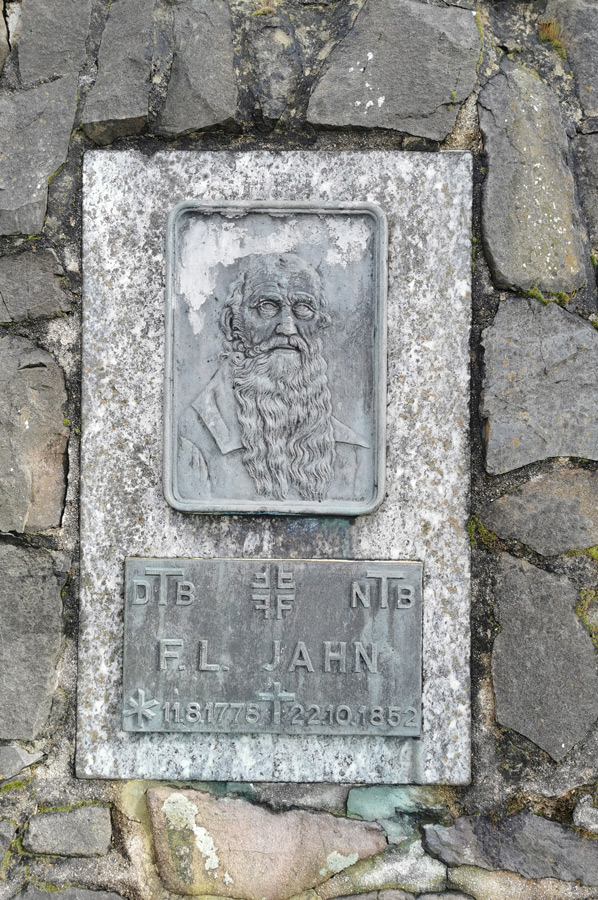 DTB FFFF NTB
F. L. JAHN
* 11.8.1778 † 22.10.1852